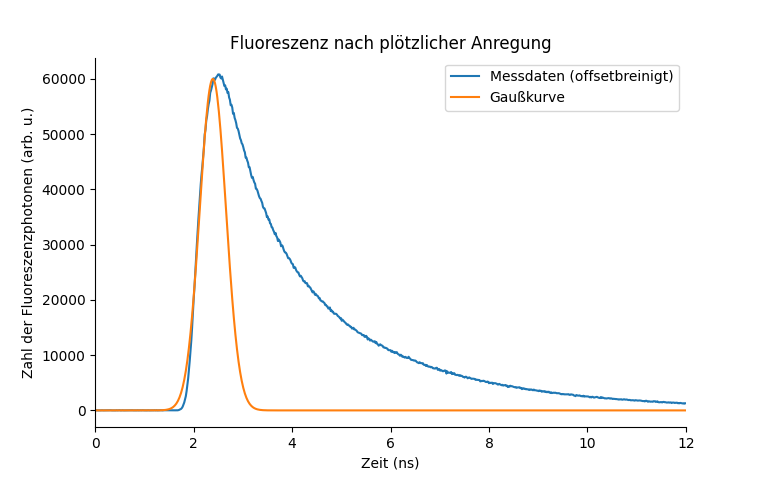 Fluoreszenz nach plötzlicher Anregung
Messdaten (offsetbreinigt)
Gaußkurve
Zahl der Fluoreszenzphotonen (arb. u.)
60000
50000
40000
30000
20000
10000
0
0 2 4 6 8 10 12
Zeit (ns)